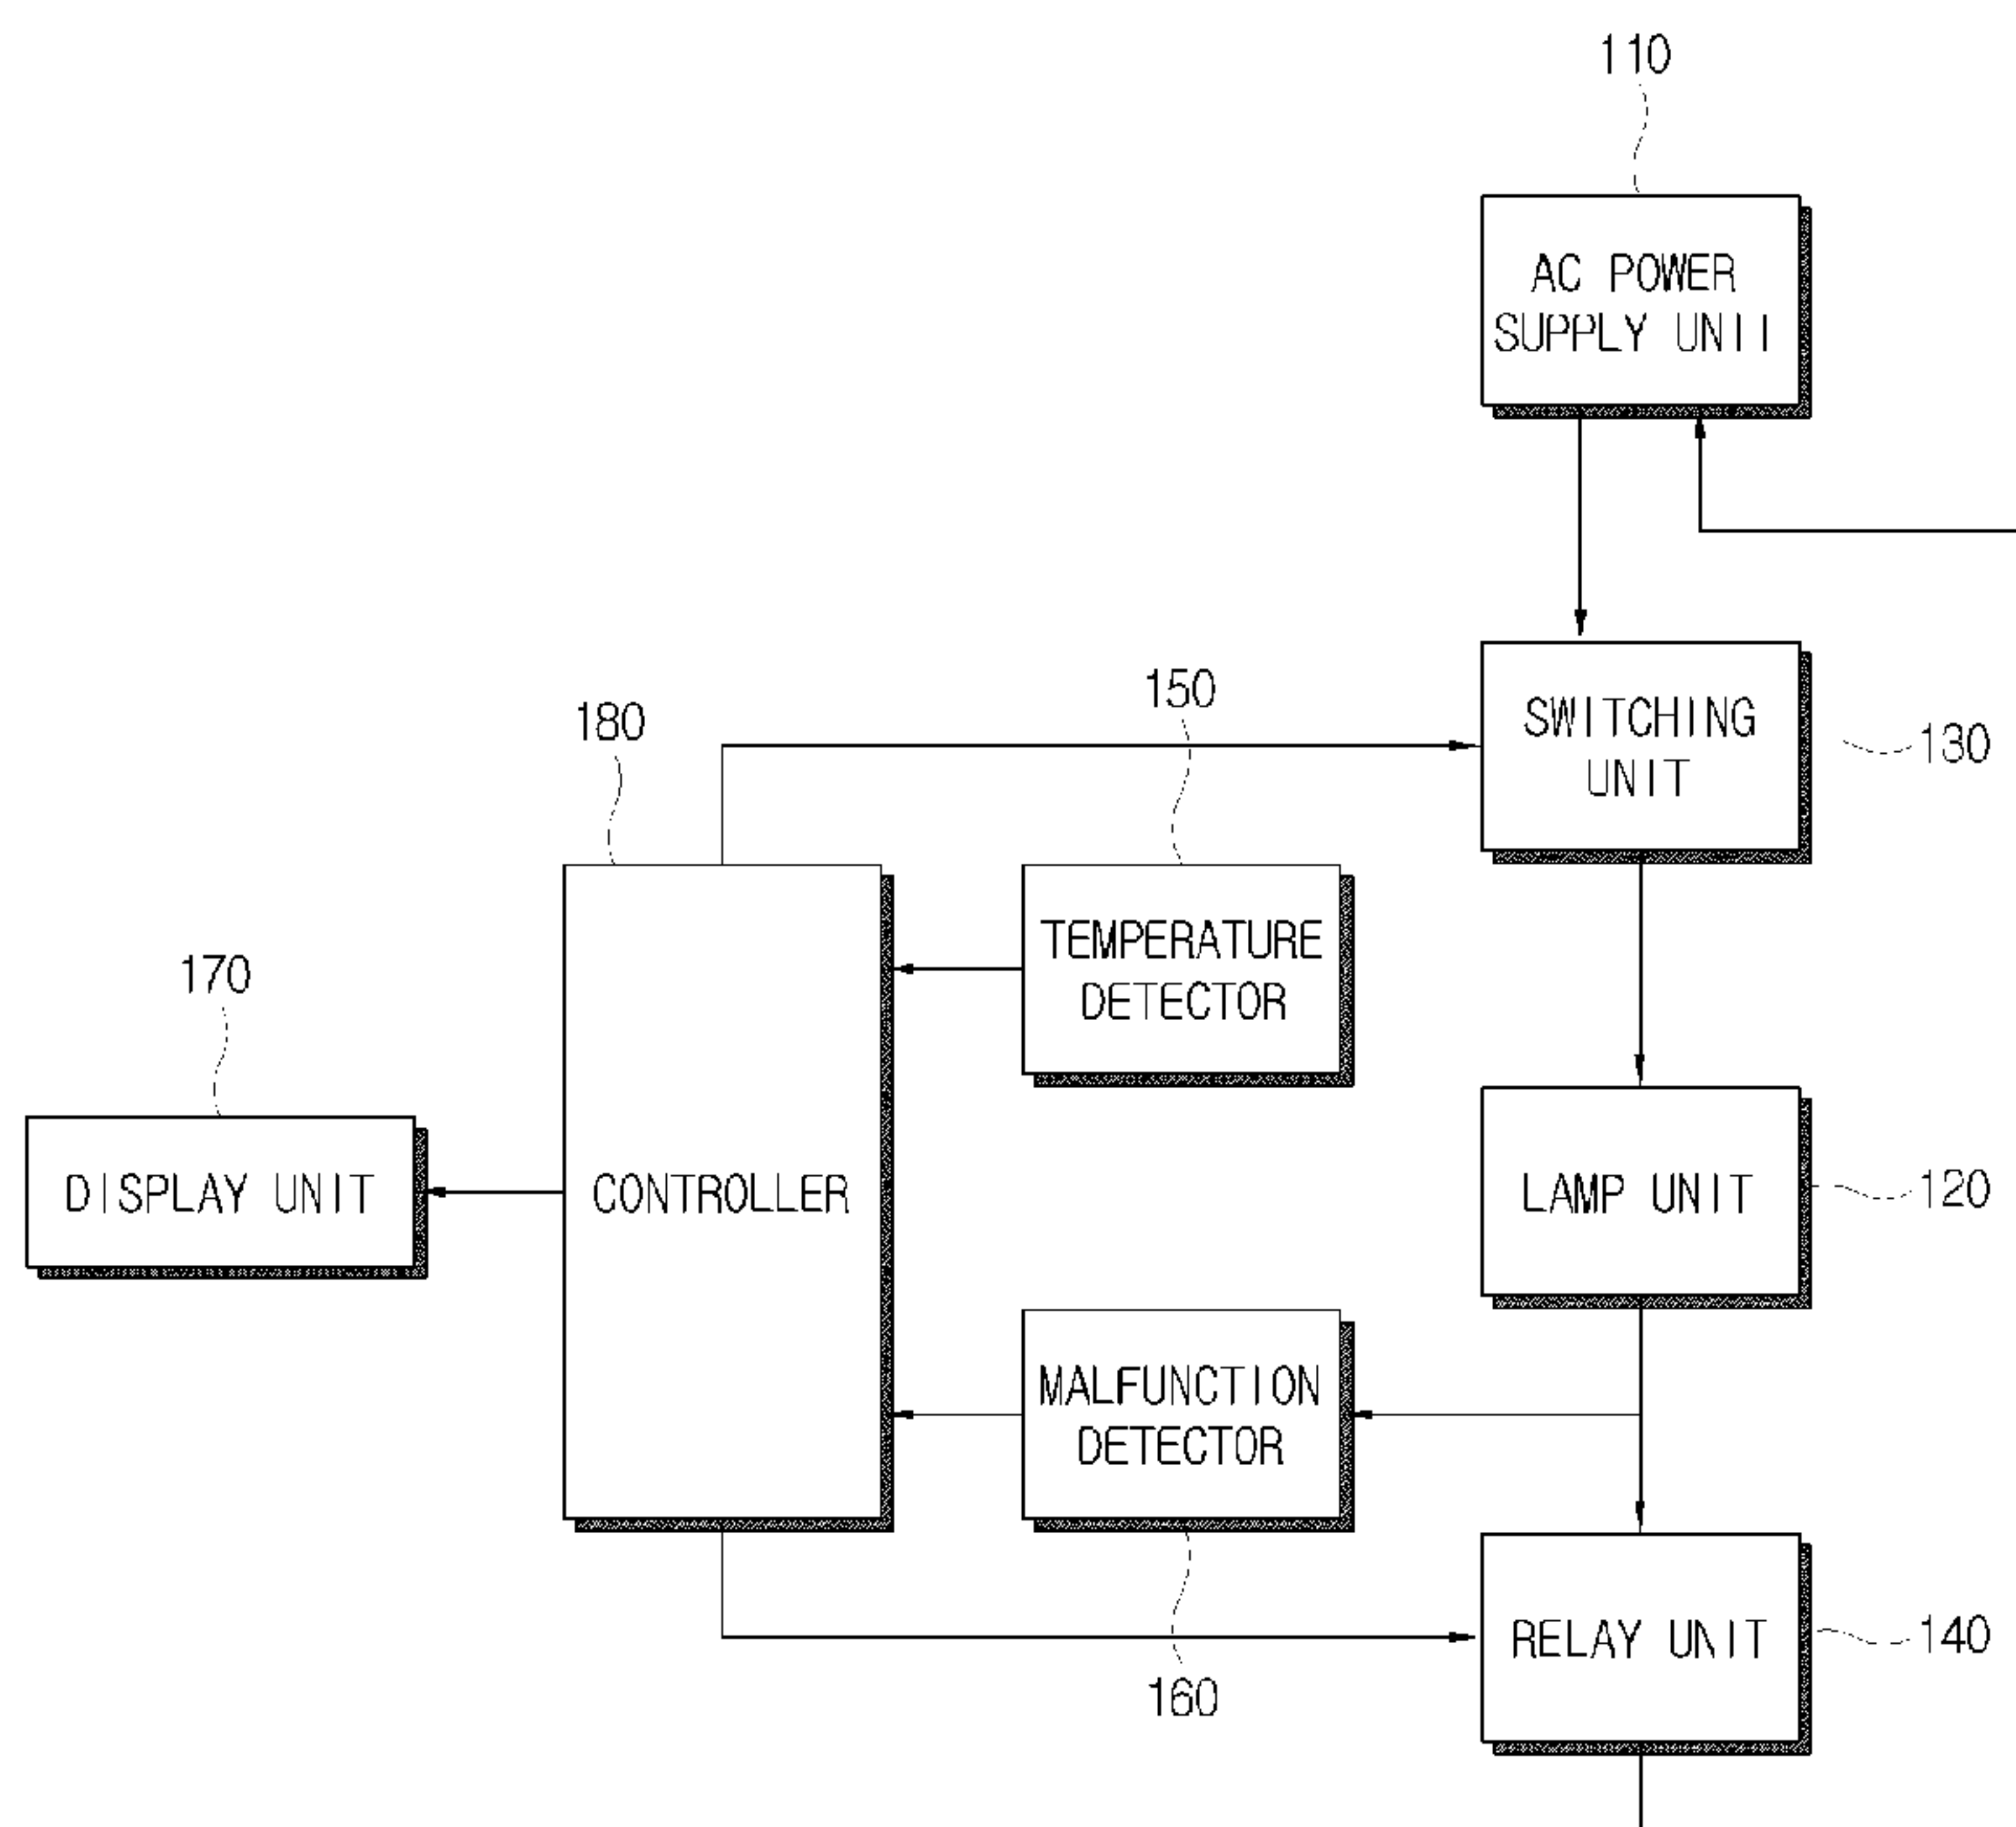 110
AC POWER
SUPPLY UNIT
150
180
SWITCHING
UNIT
130
TEMPERATURE
DETECTOR
170
DISPLAY UNIT
CONTROLLER
LAMP UNIT
120
MALFUNCTION
DETECTOR
RELAY UNIT
140
160